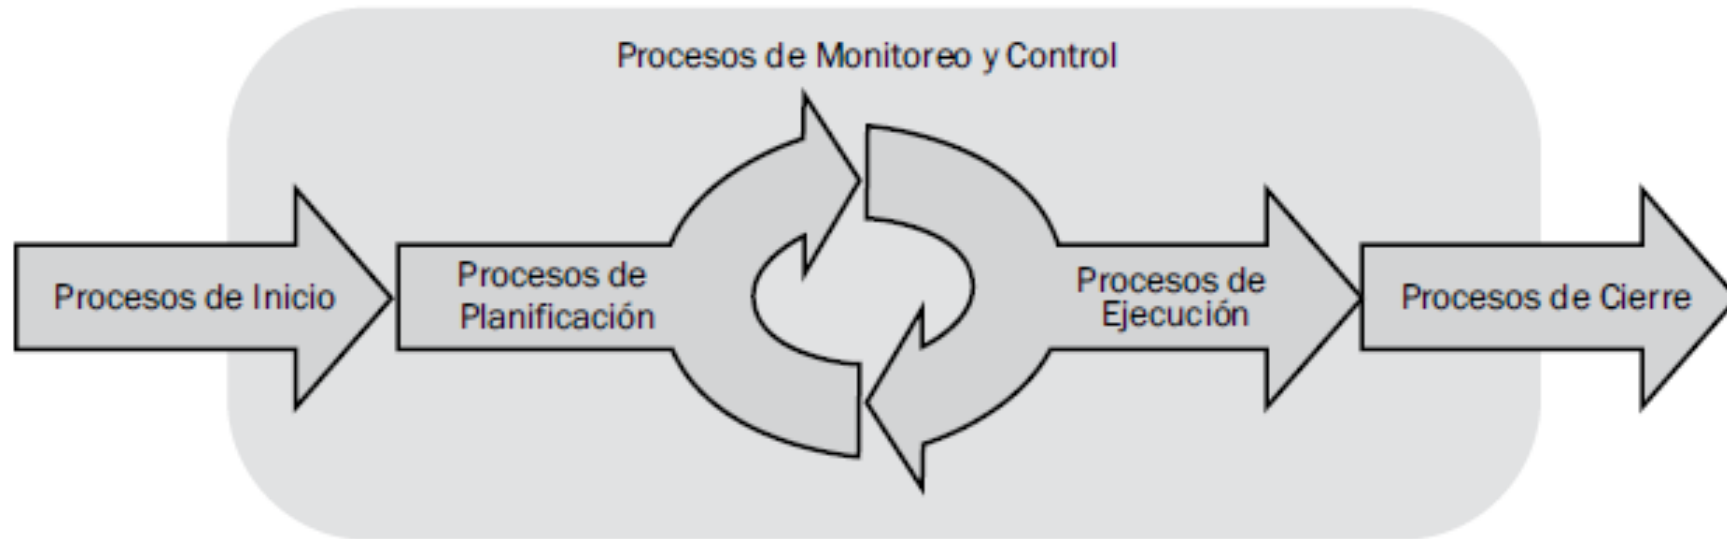 Procesos de Monitoreo y Control
Procesos de Inicio
Procesos de
Planificación
Procesos de
Ejecución
Procesos de Cierre